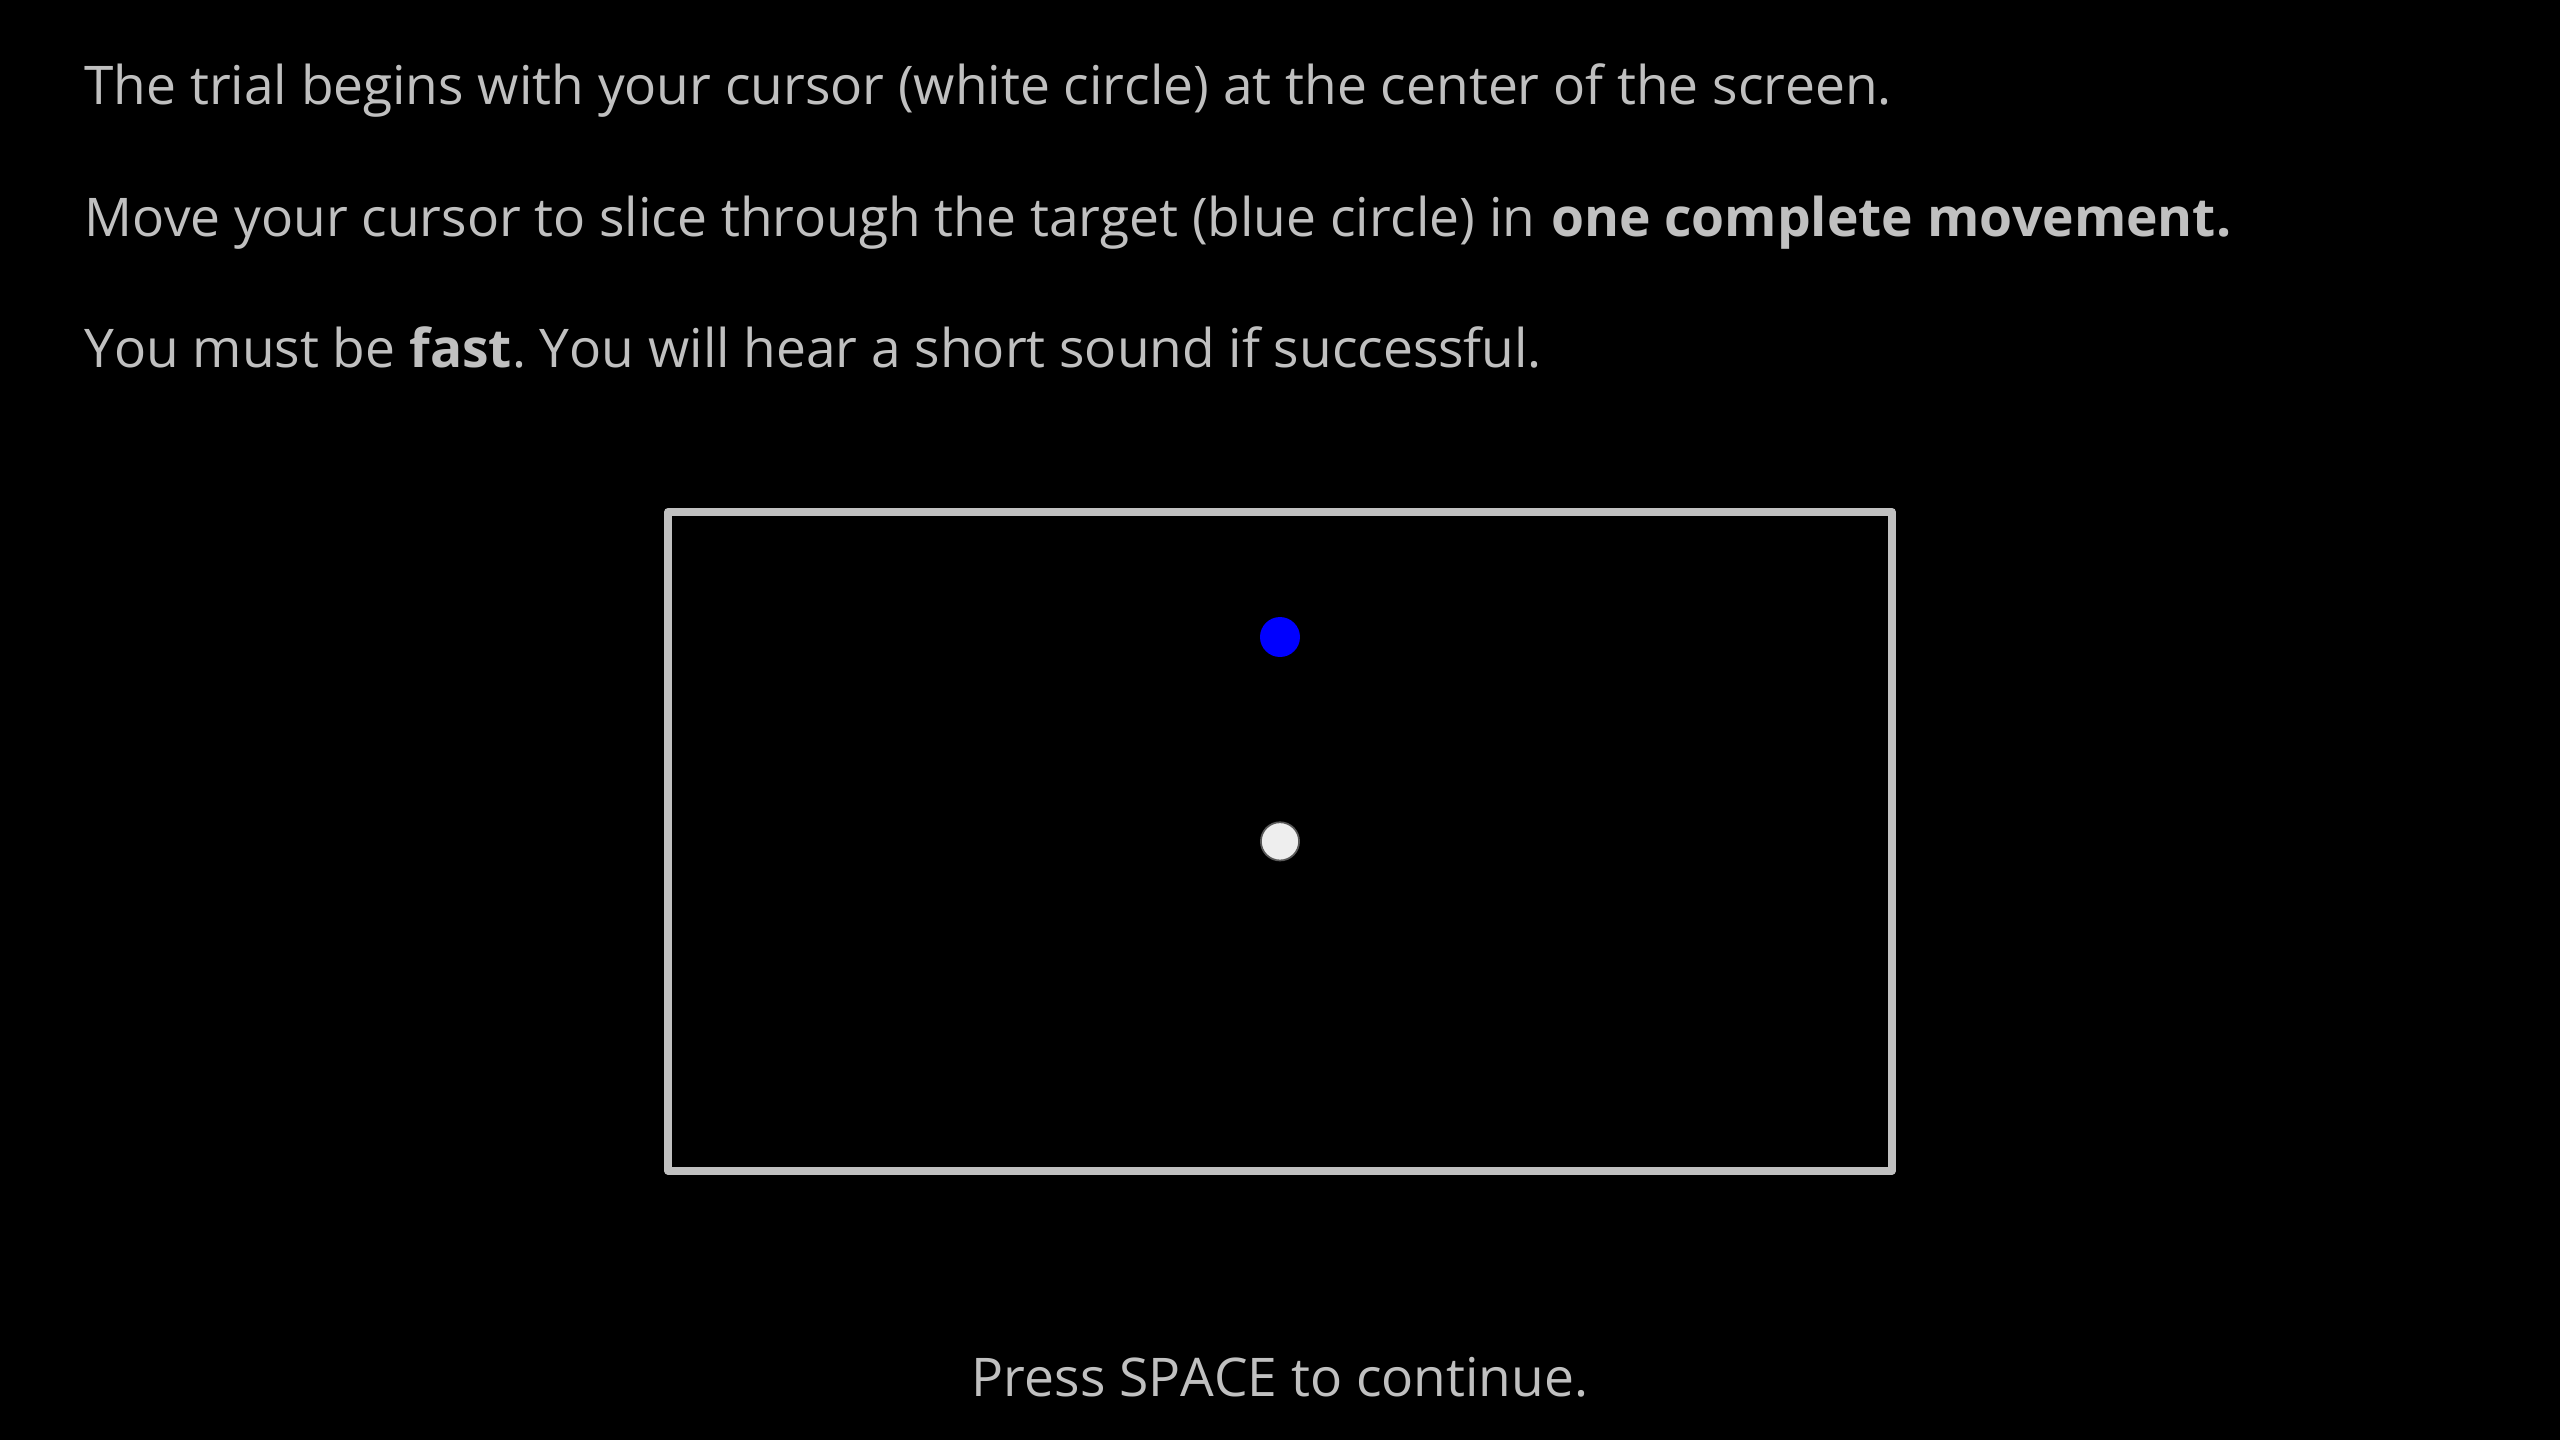 The trial begins with your cursor (white circle) at the center of the screen.
Move your cursor to slice through the target (blue circle) in one complete movement.
You must be fast. You will hear a short sound if successful.
Press SPACE to continue.